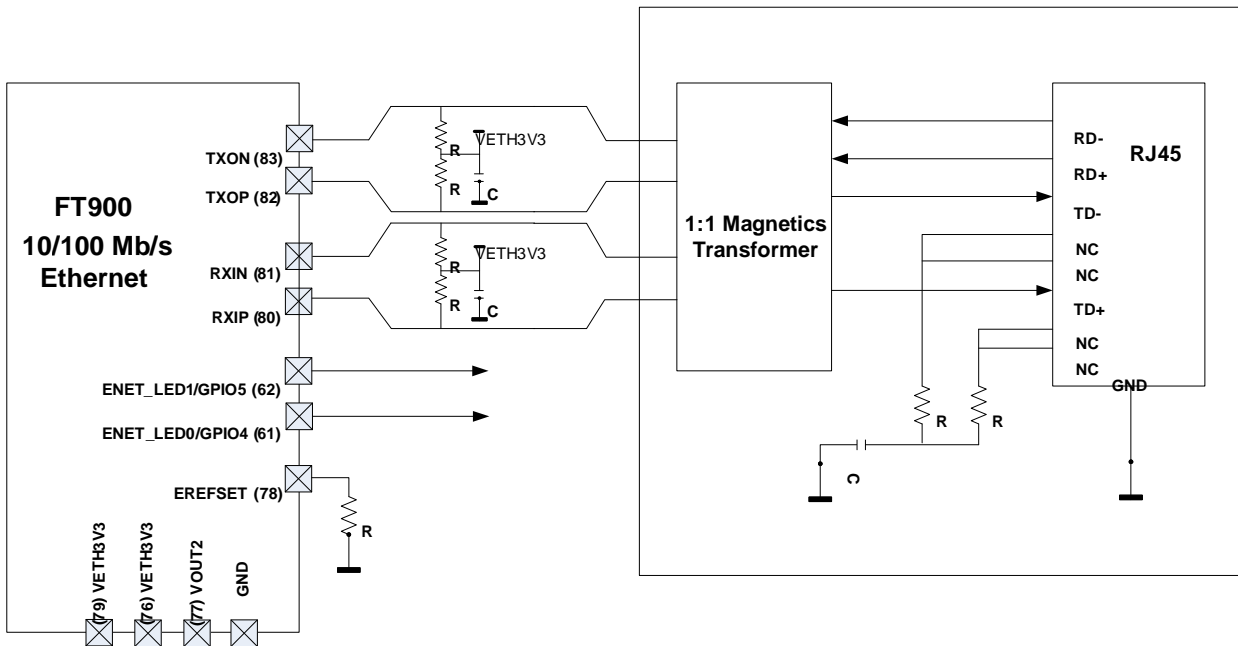 FT900
10/100 Mb/s
Ethernet
TXON (83)
TXOP (82)
RXIN (81)
RXIP (80)
ENET_LED1/GPIO5 (62)
ENET_LED0/GPIO4 (61)
EREFSET (78)
(79) VETH3V3
(76) VETH3V3
(77) VOUT2
GND
R
R
VETH3V3
C
R
R
VETH3V3
C
R
1:1 Magnetics
Transformer
RJ45
RD-
RD+
TD-
NC
NC
TD+
NC
NC
GND
R
R
C